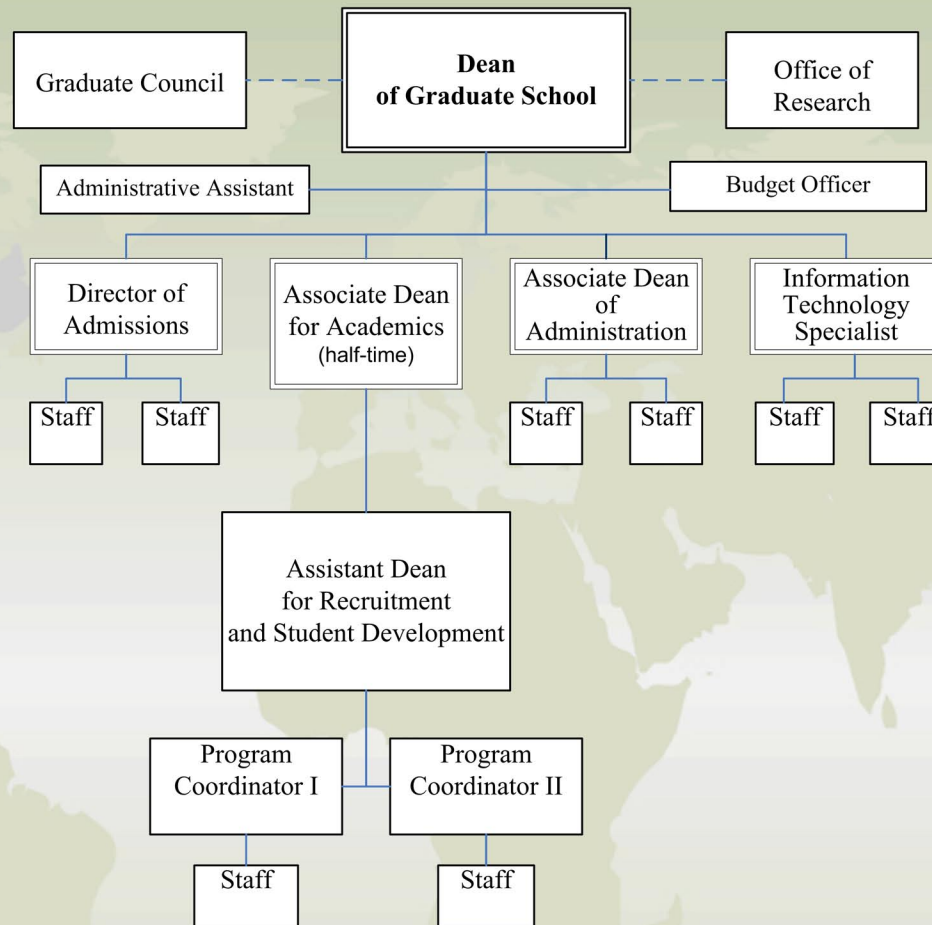 Graduate Council
Dean
of Graduate School
Office of
Research
Administrative Assistant
Budget Officer
Director of
Admissions
Associate Dean
for Academics
(half-time)
Associate Dean
of
Administration
Information
Technology
Specialist
Staff
Staff
Staff
Staff
Staff
Staff
Assistant Dean
for Recruitment
and Student Development
Program
Coordinator I
Program
Coordinator II
Staff
Staff